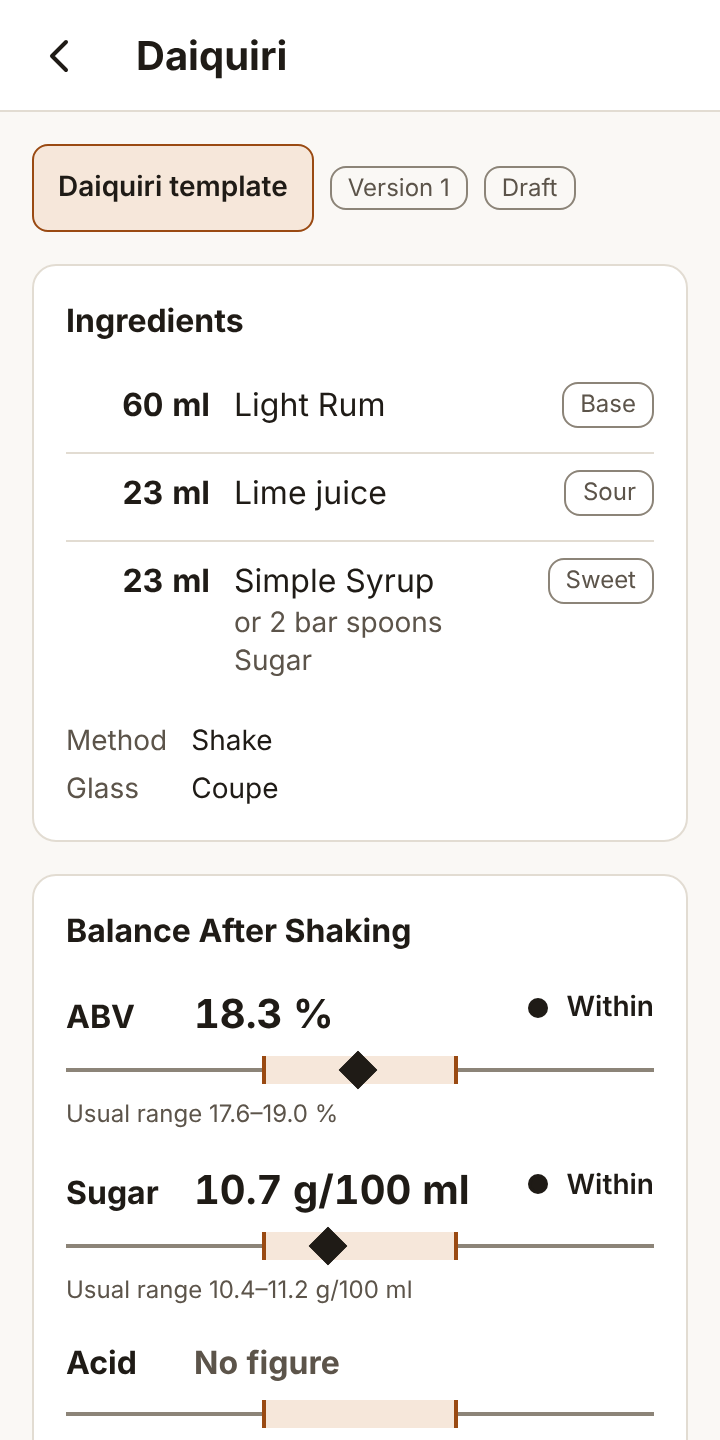 Daiquiri
Daiquiri template Version 1 Draft
Ingredients
60 ml Light Rum Base
23 ml Lime juice Sour
23 ml Simple Syrup Sweet
or 2 bar spoons
Sugar
Method Shake
Glass Coupe
Balance After Shaking
ABV 18.3 % Within
Usual range 17.6–19.0 %
Sugar 10.7 g/100 ml Within
Usual range 10.4–11.2 g/100 ml
Acid No figure